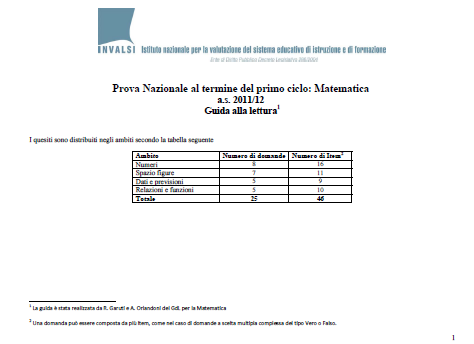 INVALSI Istituto nazionale per la valutazione del sistema educativo di istruzione e di formazione
Ente di Diritto Pubblico Decreto Legislativo 286/2004
Prova Nazionale al termine del primo ciclo: Matematica
a.s. 2011/12
Guida alla lettura1
I quesiti sono distribuiti negli ambiti secondo la tabella seguente
Ambito Numero di domande Numero di Item2
Numeri 8 16
Spazio figure 7 11
Dati e previsioni 5 9
Relazioni e funzioni 5 10
Totale 25 46
1 La guida è stata realizzata da R. Garuti e A. Orlandoni del Gdl. per la Matematica
2 Una domanda può essere composta da più item, come nel caso di domande a scelta multipla complessa del tipo Vero o Falso.
1